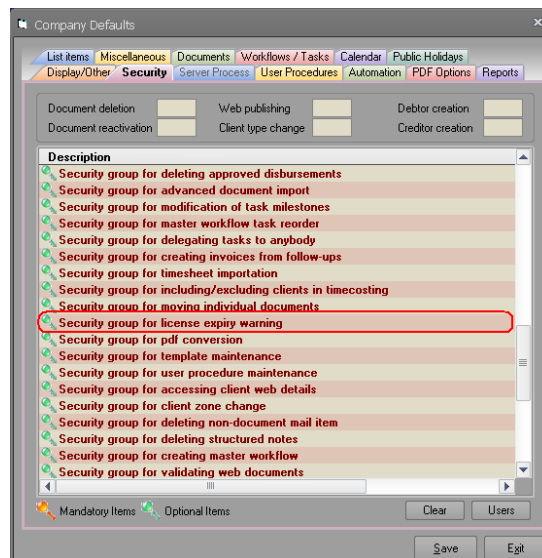 Company Defaults
List items Miscellaneous Documents Workflows / Tasks Calendar Public Holidays
Display/Other Security Server Process User Procedures Automation PDF Options Reports
Document deletion Web publishing Debtor creation
Document reactivation Client type change Creditor creation
Description
Security group for deleting approved disbursements
Security group for advanced document import
Security group for modification of task milestones
Security group for master workflow task reorder
Security group for delegating tasks to anybody
Security group for creating invoices from follow-ups
Security group for timesheet importation
Security group for including/excluding clients in timecosting
Security group for moving individual documents
Security group for license expiry warning
Security group for pdf conversion
Security group for template maintenance
Security group for user procedure maintenance
Security group for accessing client web details
Security group for client zone change
Security group for deleting non-document mail item
Security group for deleting structured notes
Security group for creating master workflow
Security group for validating web documents
Mandatory Items Optional Items Clear Users
Save Exit